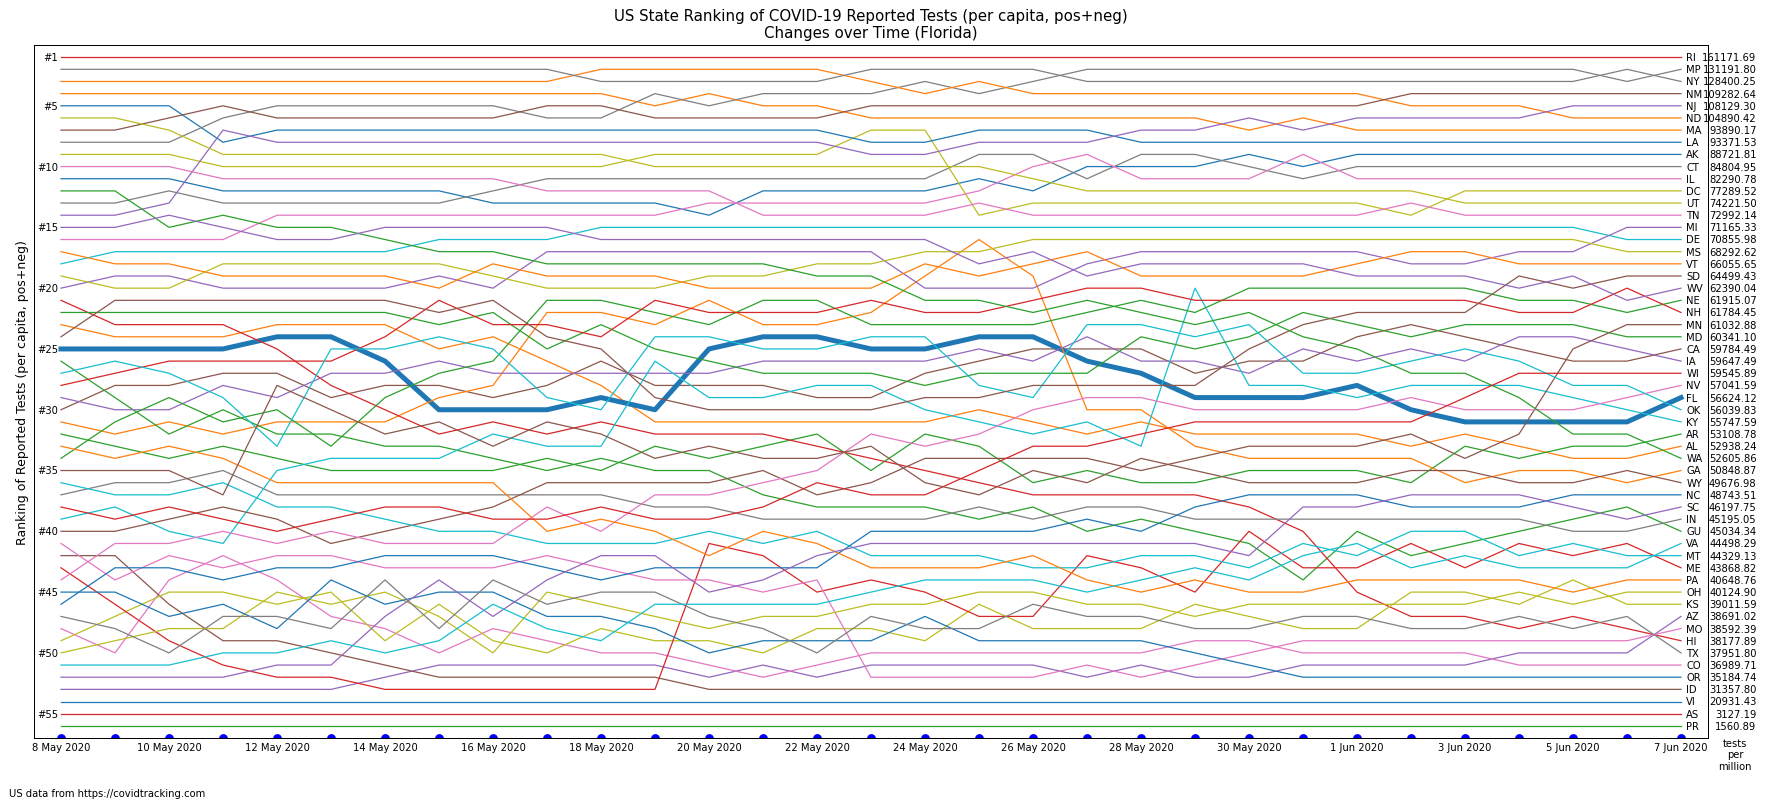 US State Ranking of COVID-19 Reported Tests (per capita, pos+neg)
Changes over Time (Florida)
Ranking of Reported Tests (per capita, pos+neg)
#1
#5
#10
#15
#20
#25
#30
#35
#40
#45
#50
#55
RI 161171.69
MP 131191.80
NY 128400.25
NM 109282.64
NJ 108129.30
ND 104890.42
MA 93890.17
LA 93371.53
AK 88721.81
CT 84804.95
IL 82290.78
DC 77289.52
UT 74221.50
TN 72992.14
MI 71165.33
DE 70855.98
MS 68292.62
VT 66055.65
SD 64499.43
WV 62390.04
NE 61915.07
NH 61784.45
MN 61032.88
MD 60341.10
CA 59784.49
IA 59647.49
WI 59545.89
NV 57041.59
FL 56624.12
OK 56039.83
KY 55747.59
AR 53108.78
AL 52938.24
WA 52605.86
GA 50848.87
WY 49676.98
NC 48743.51
SC 46197.75
IN 45195.05
GU 45034.34
VA 44498.29
MT 44329.13
ME 43868.82
PA 40648.76
OH 40124.90
KS 39011.59
AZ 38691.02
MO 38592.39
HI 38177.89
TX 37951.80
CO 36989.71
OR 35184.74
ID 31357.80
VI 20931.43
AS 3127.19
PR 1560.89
8 May 2020 10 May 2020 12 May 2020 14 May 2020 16 May 2020 18 May 2020 20 May 2020 22 May 2020 24 May 2020 26 May 2020 28 May 2020 30 May 2020 1 Jun 2020 3 Jun 2020 5 Jun 2020 7 Jun 2020
tests
per
million
US data from https://covidtracking.com